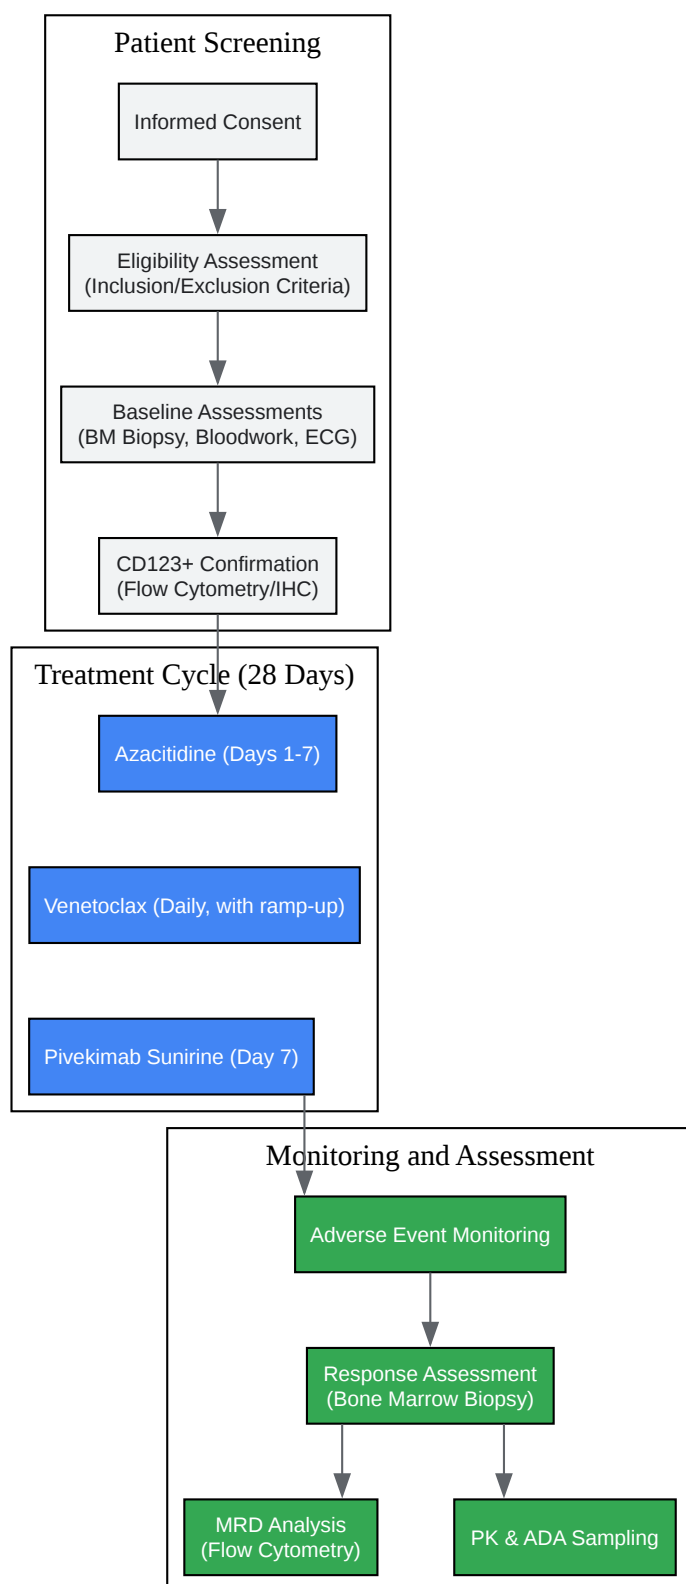 Patient Screening
Informed Consent
Eligibility Assessment
(Inclusion/Exclusion Criteria)
Baseline Assessments
(BM Biopsy, Bloodwork, ECG)
CD123+ Confirmation
(Flow Cytometry/IHC)
Treatment Cycle (28 Days)
Azacitidine (Days 1-7)
Venetoclax (Daily, with ramp-up)
Pivekimab Sunirine (Day 7)
Monitoring and Assessment
Adverse Event Monitoring
Response Assessment
(Bone Marrow Biopsy)
MRD Analysis
(Flow Cytometry)
PK & ADA Sampling